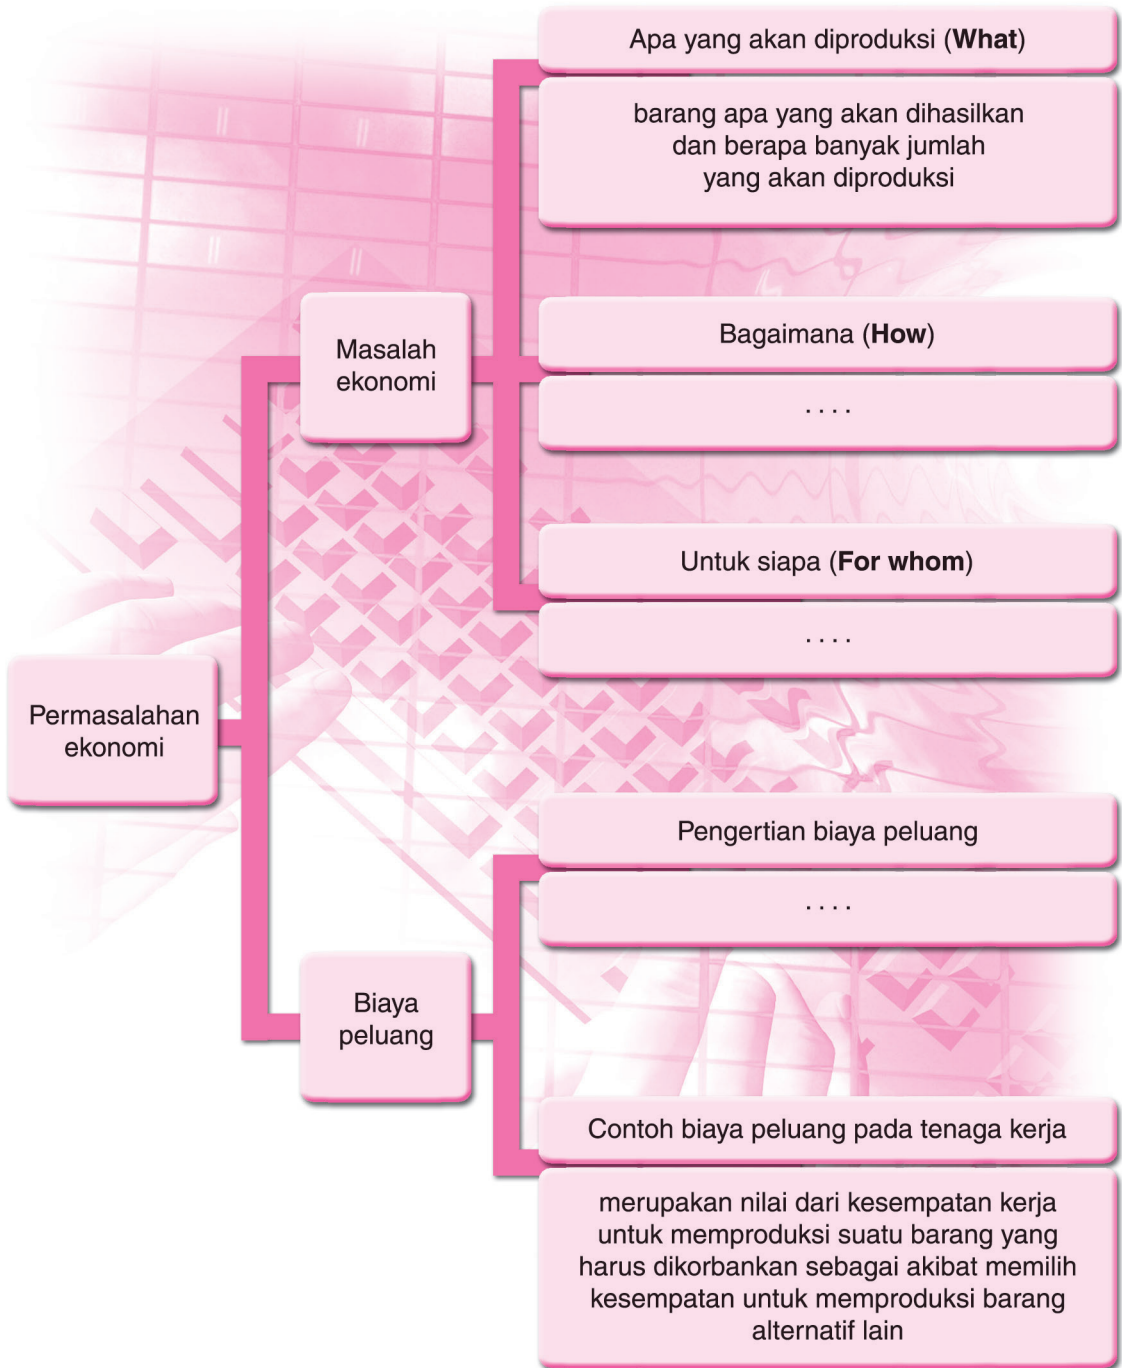 Apa yang akan diproduksi (What)
barang apa yang akan dihasilkan
dan berapa banyak jumlah
yang akan diproduksi
Masalah
ekonomi
Bagaimana (How)
. . . .
Untuk siapa (For whom)
. . . .
Permasalahan
ekonomi
Pengertian biaya peluang
. . . .
Biaya
peluang
Contoh biaya peluang pada tenaga kerja
merupakan nilai dari kesempatan kerja
untuk memproduksi suatu barang yang
harus dikorbankan sebagai akibat memilih
kesempatan untuk memproduksi barang
alternatif lain